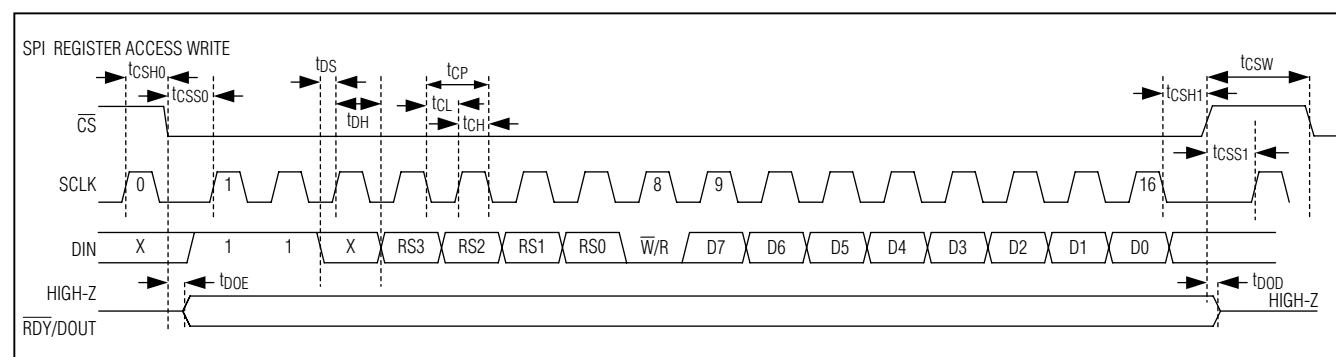 SPI REGISTER ACCESS WRITE
tCSH0 tDS tCP tCSW
tCSS0 tCL tCSH1
CS tDH tCH tCSS1
SCLK 0 1 8 9 16
DIN X 1 1 X RS3 RS2 RS1 RS0 W/R D7 D6 D5 D4 D3 D2 D1 D0
HIGH-Z tDOE tDOD HIGH-Z
RDY/DOUT